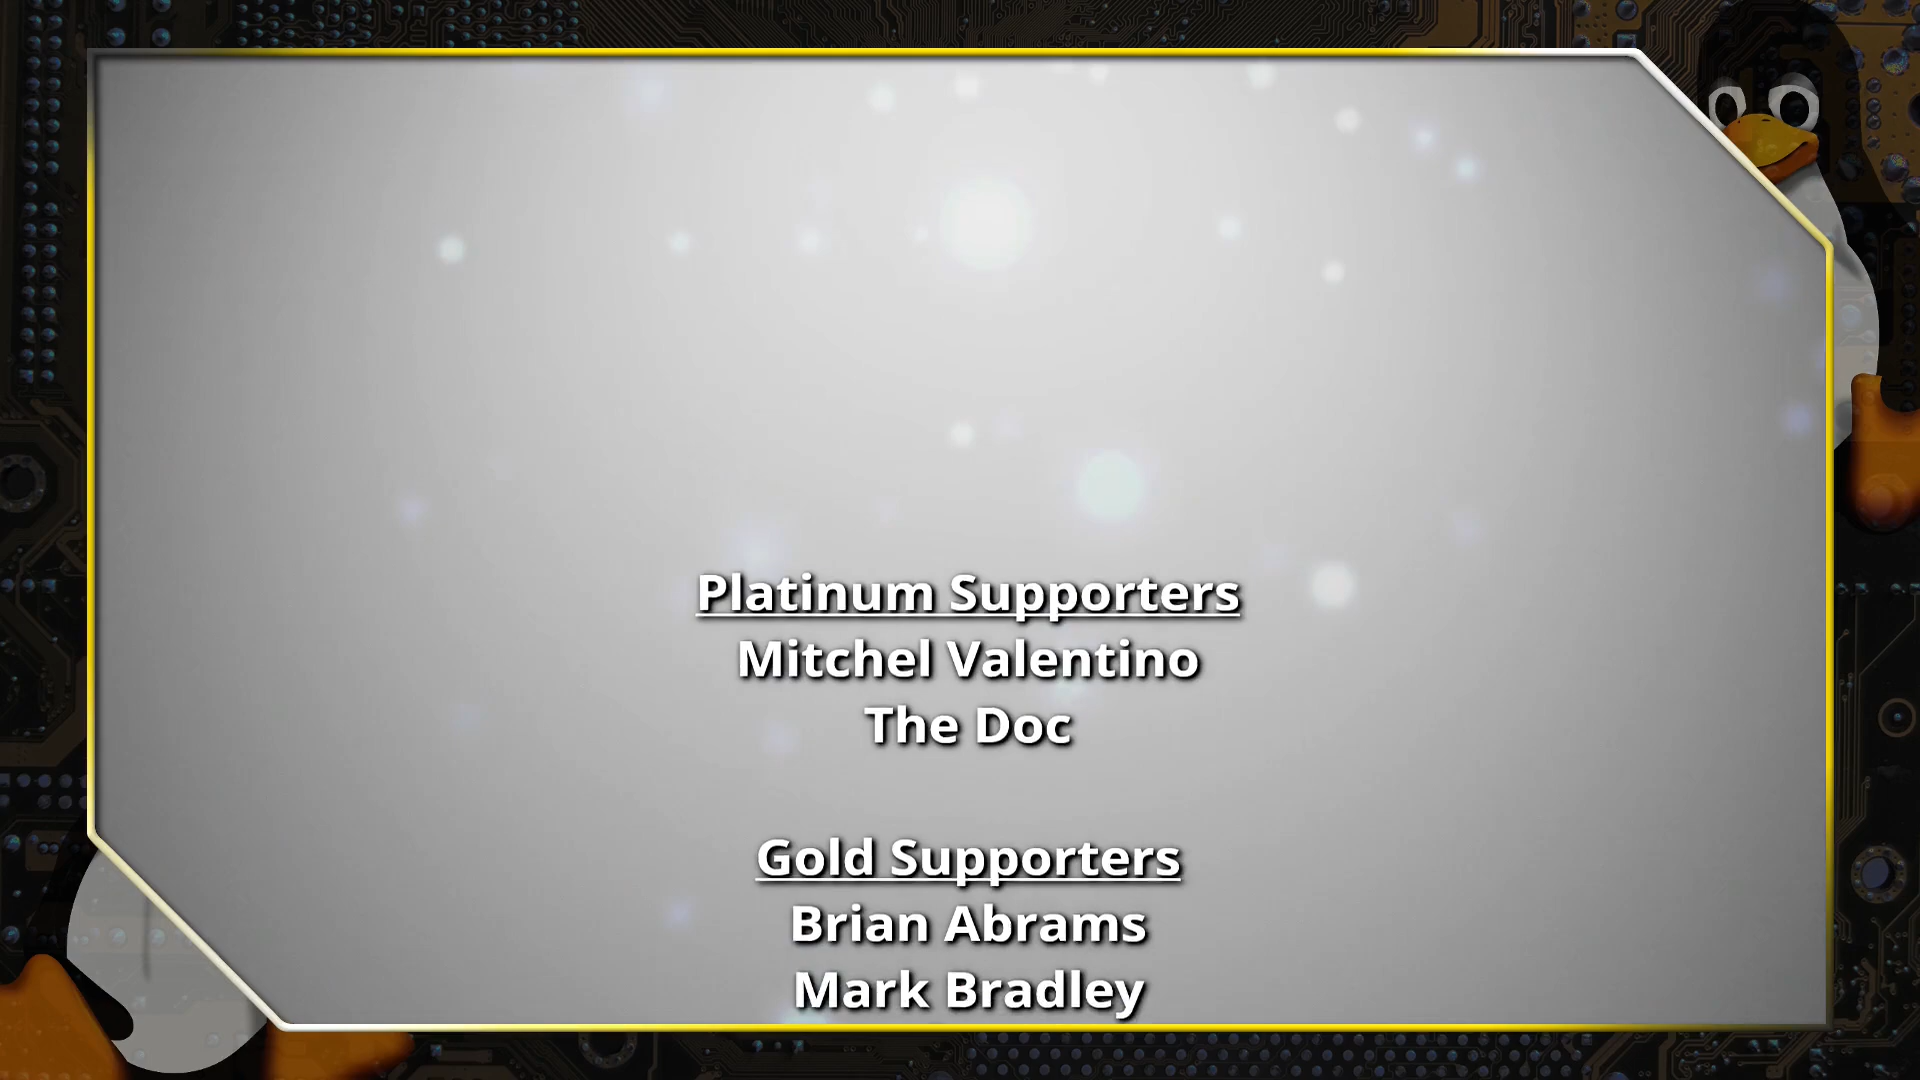 Platinum Supporters
Mitchel Valentino
The Doc
Gold Supporters
Brian Abrams
Mark Bradley